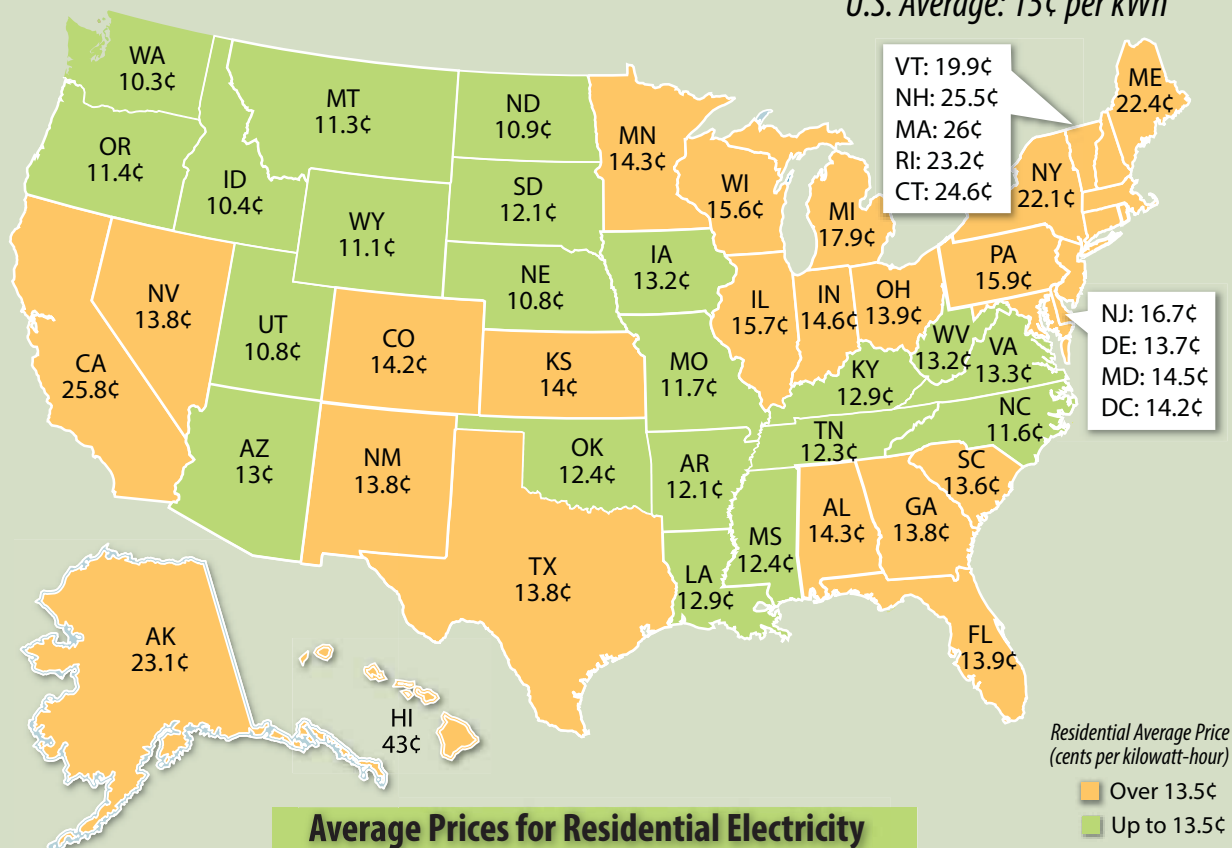 U.S. Average: 15¢ per kWh
WA
10.3¢
OR
11.4¢
ID
10.4¢
MT
11.3¢
WY
11.1¢
ND
10.9¢
SD
12.1¢
NE
10.8¢
MN
14.3¢
WI
15.6¢
MI
17.9¢
VT: 19.9¢
NH: 25.5¢
MA: 26¢
RI: 23.2¢
CT: 24.6¢
ME
22.4¢
NY
22.1¢
PA
15.9¢
NJ: 16.7¢
DE: 13.7¢
MD: 14.5¢
DC: 14.2¢
IA
13.2¢
IL
15.7¢
IN
14.6¢
OH
13.9¢
WV
13.2¢
VA
13.3¢
NV
13.8¢
UT
10.8¢
CO
14.2¢
KS
14¢
MO
11.7¢
KY
12.9¢
NC
11.6¢
CA
25.8¢
AZ
13¢
NM
13.8¢
OK
12.4¢
AR
12.1¢
TN
12.3¢
SC
13.6¢
TX
13.8¢
LA
12.9¢
MS
12.4¢
AL
14.3¢
GA
13.8¢
FL
13.9¢
AK
23.1¢
HI
43¢
Residential Average Price
(cents per kilowatt-hour)
Over 13.5¢
Up to 13.5¢
Average Prices for Residential Electricity